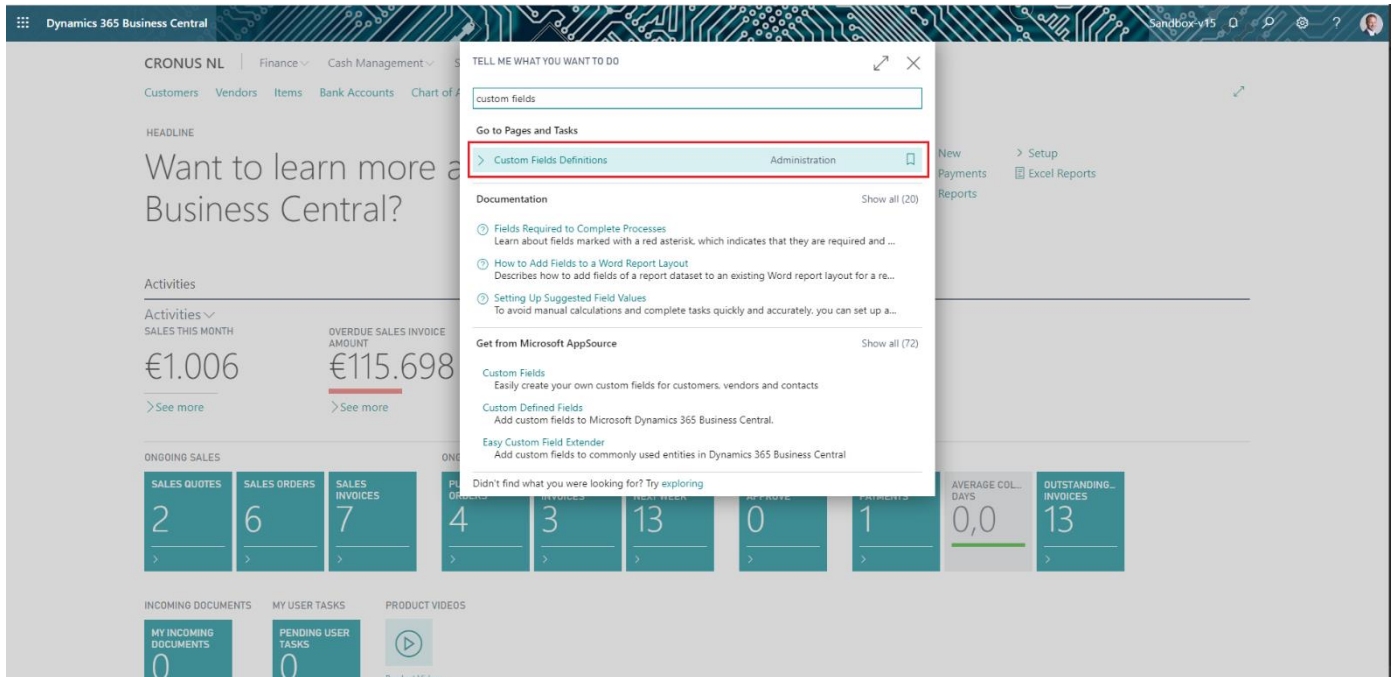 Dynamics 365 Business Central
Sandbox-v15
?
CRONUS NL
Finance
Cash Management
S
Customers
Vendors
Items
Bank Accounts
Chart of A
HEADLINE
Want to learn more a
Business Central?
TELL ME WHAT YOU WANT TO DO
custom fields
Go to Pages and Tasks
Custom Fields Definitions
Administration
Documentation
Show all (20)
Fields Required to Complete Processes
Learn about fields marked with a red asterisk, which indicates that they are required and ...
How to Add Fields to a Word Report Layout
Describes how to add fields of a report dataset to an existing Word report layout for a re...
Setting Up Suggested Field Values
To avoid manual calculations and complete tasks quickly and accurately, you can set up a...
Get from Microsoft AppSource
Show all (72)
Custom Fields
Easily create your own custom fields for customers, vendors and contacts
Custom Defined Fields
Add custom fields to Microsoft Dynamics 365 Business Central.
Easy Custom Field Extender
Add custom fields to commonly used entities in Dynamics 365 Business Central
Didn't find what you were looking for? Try exploring
New
> Setup
Payments
Excel Reports
Reports
Activities
Activities
SALES THIS MONTH
€1.006
>See more
OVERDUE SALES INVOICE
AMOUNT
€115.698
>See more
ONGOING SALES
SALES QUOTES
2
SALES ORDERS
6
SALES
INVOICES
7
4
INVOICES
3
NEXT WEEK
13
APPROVE
0
PAYMENTS
1
AVERAGE COL...
DAYS
0,0
OUTSTANDING...
INVOICES
13
INCOMING DOCUMENTS
MY INCOMING
DOCUMENTS
0
MY USER TASKS
PENDING USER
TASKS
0
PRODUCT VIDEOS